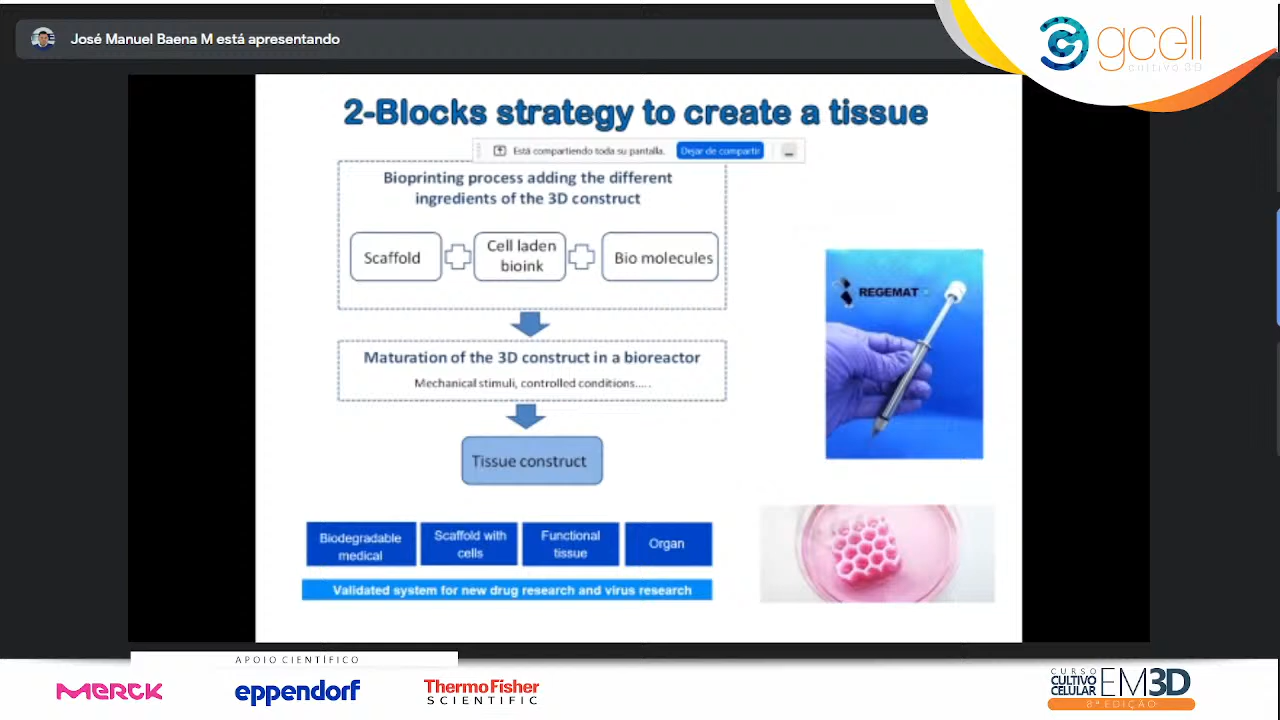 José Manuel Baena M está apresentando
gcell
cultivo 3D
2-Blocks strategy to create a tissue
Está compartiendo toda su pantalla.
Dejar de compartir
Bioprinting process adding the different
ingredients of the 3D construct
Scaffold
Cell laden
bioink
Bio molecules
REGEMAT
Maturation of the 3D construct in a bioreactor
Mechanical stimuli, controlled conditions.....
Tissue construct
Biodegradable
medical
Scaffold with
cells
Functional
tissue
Organ
Validated system for new drug research and virus research
APOIO CIENTÍFICO
MERCK
eppendorf
ThermoFisher
SCIENTIFIC
CURSO
CULTIVO
CELULAR
EM3D
8ª EDIÇÃO